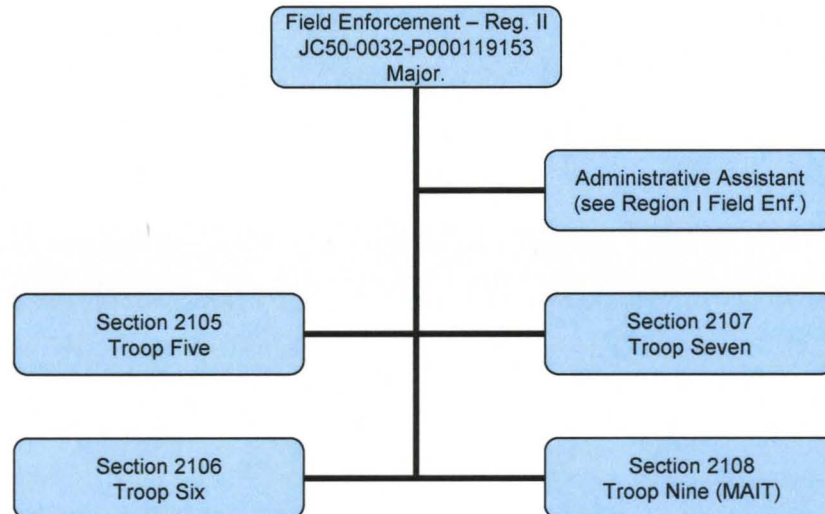 Field Enforcement – Reg. II
JC50-0032-P000119153
Major.
Administrative Assistant
(see Region I Field Enf.)
Section 2105
Troop Five
Section 2107
Troop Seven
Section 2106
Troop Six
Section 2108
Troop Nine (MAIT)